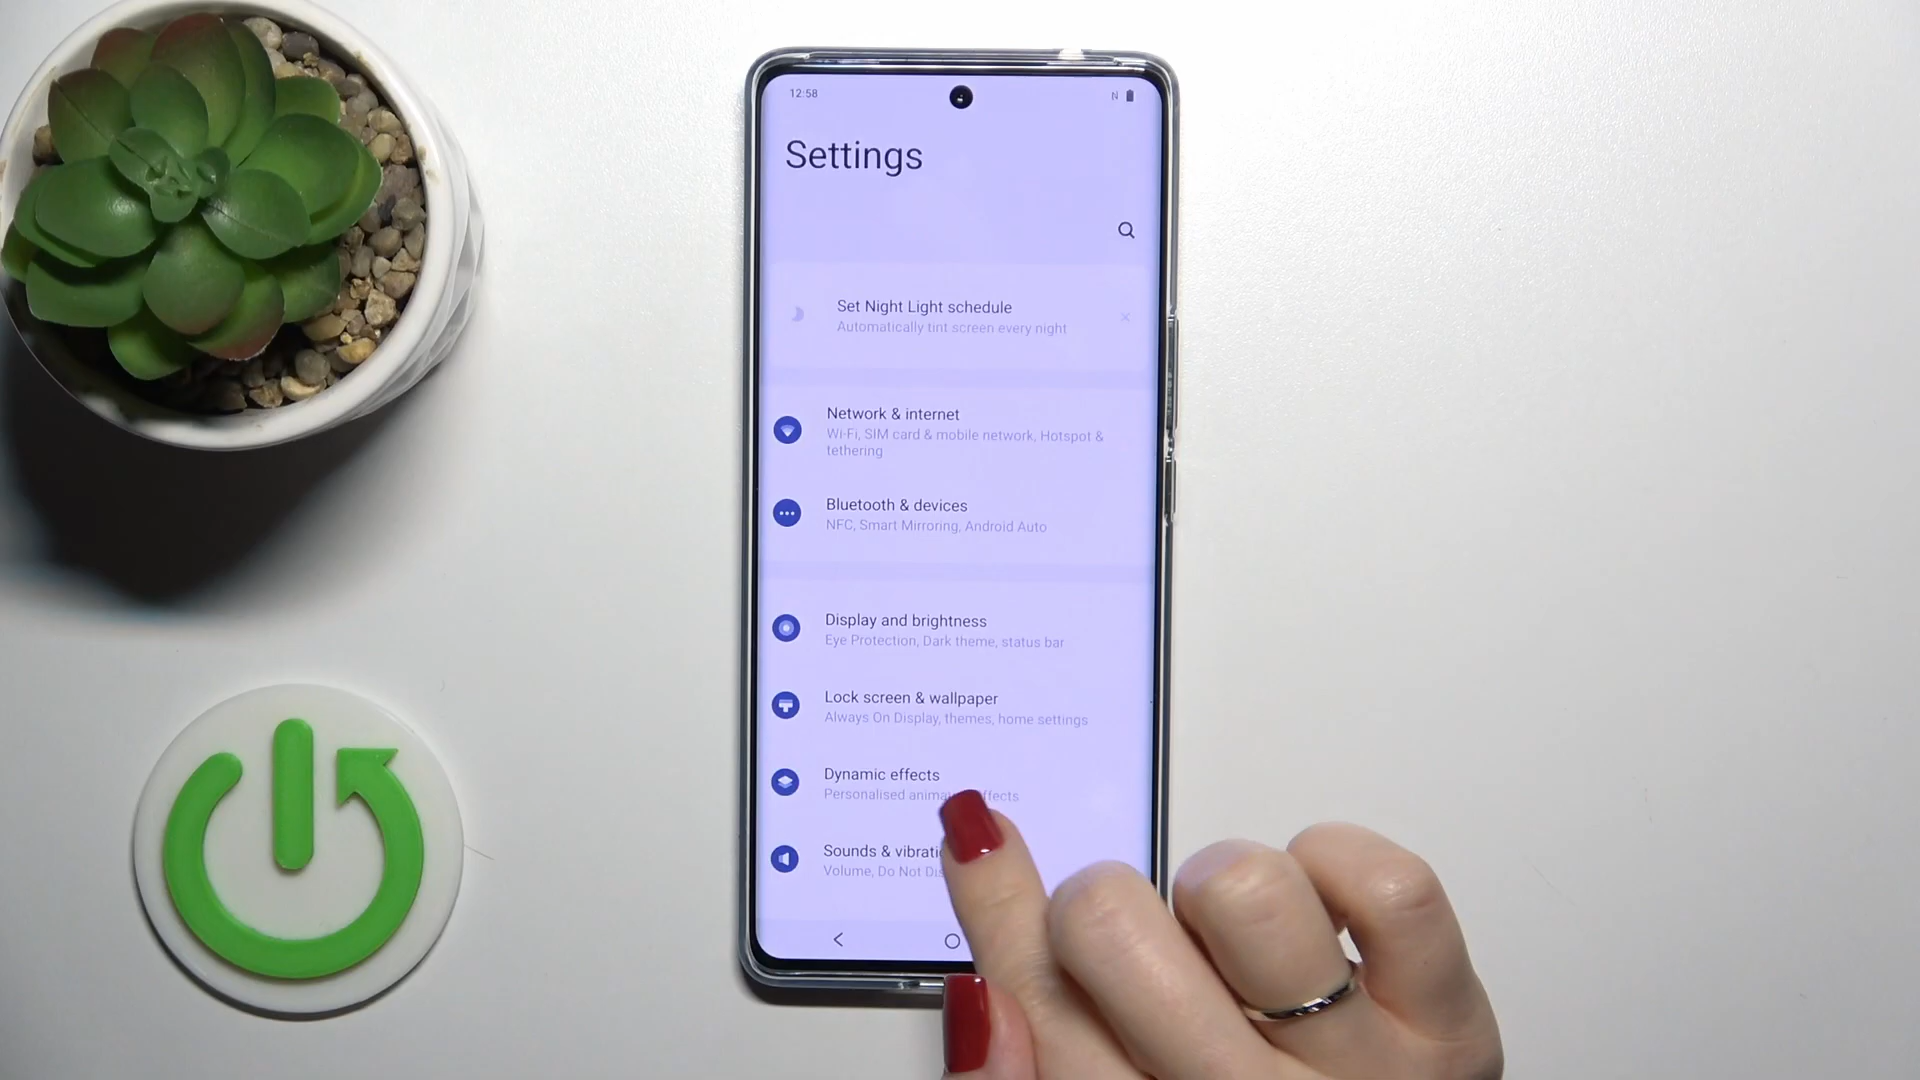 12:58
N
Settings
Set Night Light schedule
Automatically tint screen every night
Network & internet
Wi-Fi, SIM card & mobile network, Hotspot &
tethering
Bluetooth & devices
NFC, Smart Mirroring, Android Auto
Display and brightness
Eye Protection, Dark theme, status bar
Lock screen & wallpaper
Always On Display, themes, home settings
Dynamic effects
Personalised
Sounds &
Volume, Do Not